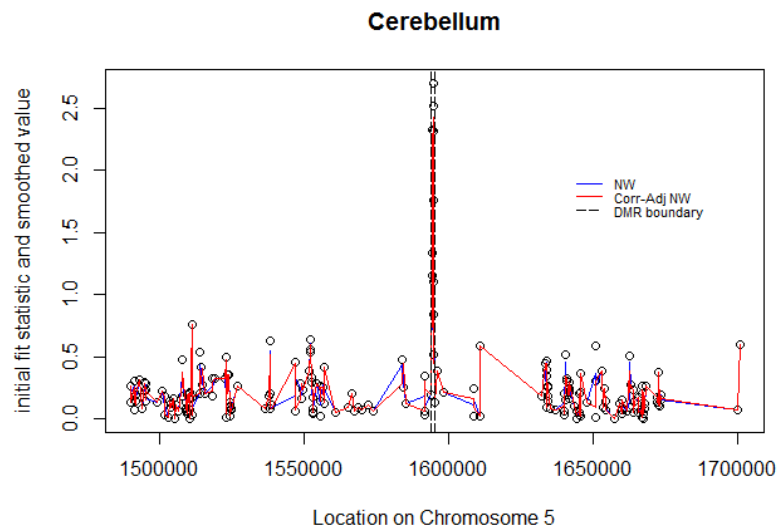 Cerebellum
initial fit statistic and smoothed value
2.5
2.0
1.5
1.0
0.5
0.0
NW
Corr-Adj NW
DMR boundary
1500000 1550000 1600000 1650000 1700000
Location on Chromosome 5